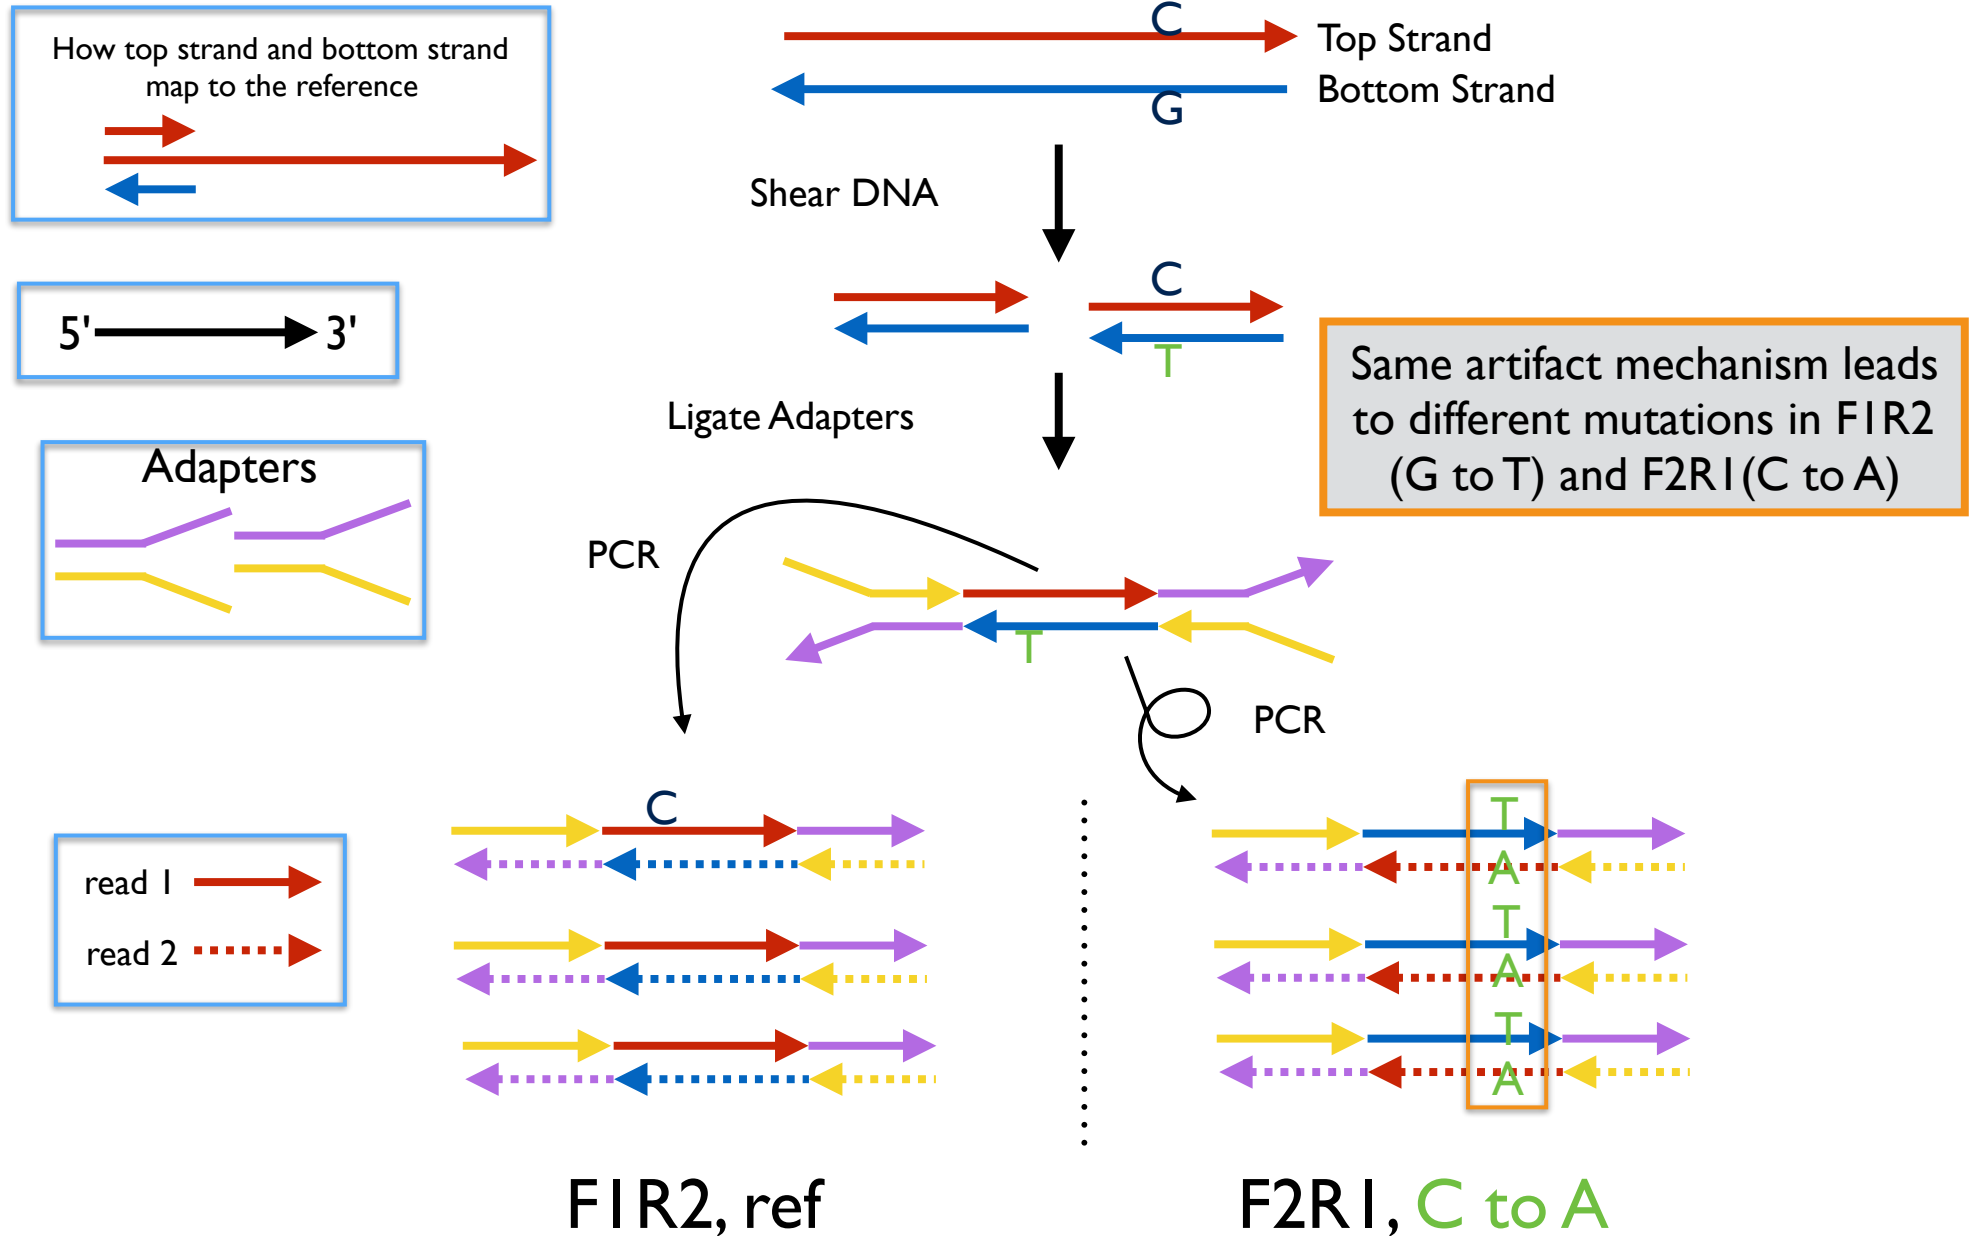 How top strand and bottom strand
map to the reference
C
Top Strand
Bottom Strand
G
Shear DNA
5' 3'
C
T
Same artifact mechanism leads
to different mutations in F1R2
(G to T) and F2R1(C to A)
Ligate Adapters
Adapters
PCR
T
PCR
C
T
A
T
A
T
A
read 1
read 2
F1R2, ref
F2R1, C to A